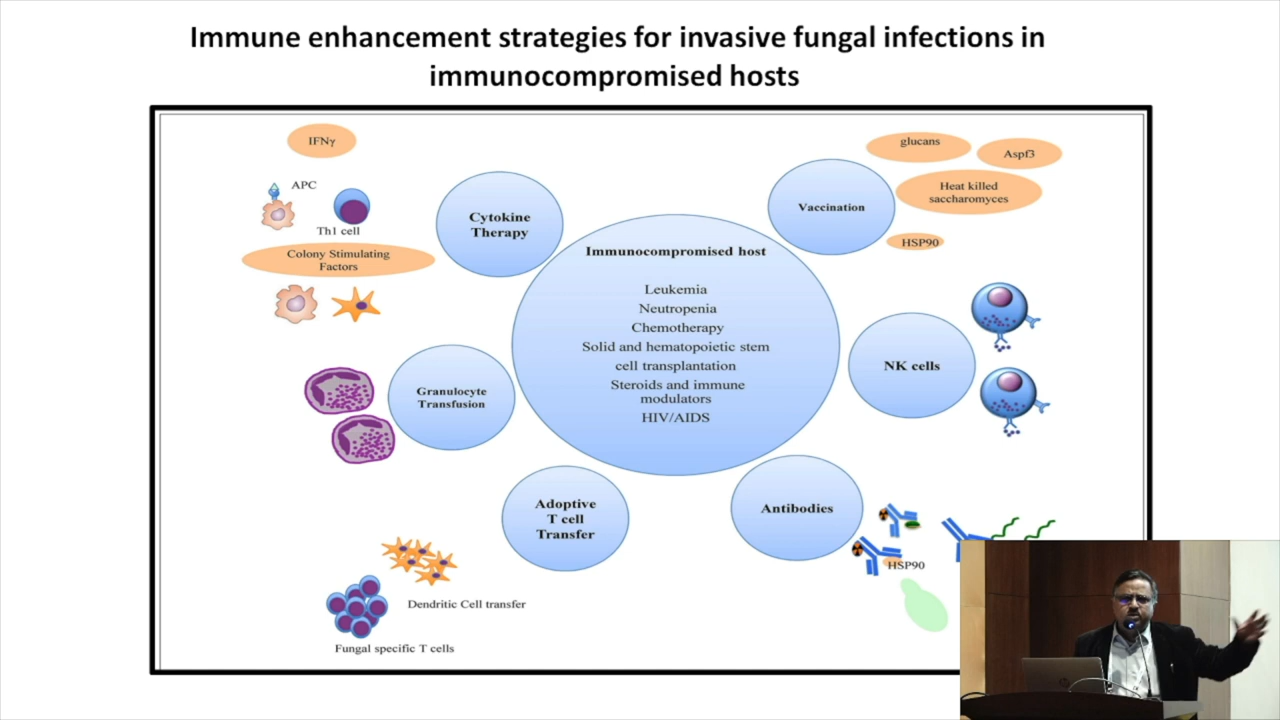 Immune enhancement strategies for invasive fungal infections in
immunocompromised hosts
IFNγ
APC
Th1 cell
Colony Stimulating
Factors
Cytokine
Therapy
Granulocyte
Transfusion
Adoptive
T cell
Transfer
Dendritic Cell transfer
Fungal specific T cells
Immunocompromised host
Leukemia
Neutropenia
Chemotherapy
Solid and hematopoietic stem
cell transplantation
Steroids and immune
modulators
HIV/AIDS
Vaccination
glucans
Aspf3
Heat killed
saccharomyces
HSP90
NK cells
Antibodies
HSP90